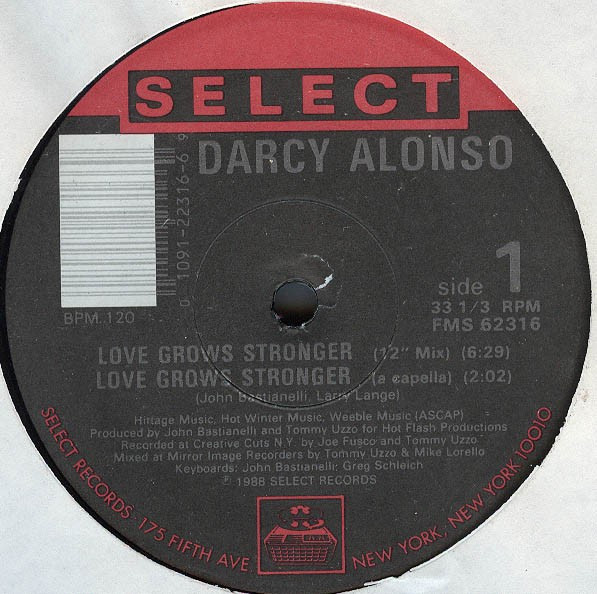 SELECT
DARCY ALONSO
0 1091-22316-6 9
BPM.120
side 1
33 1/3 RPM
FMS 62316
LOVE GROWS STRONGER (12" Mix) (6:29)
LOVE GROWS STRONGER (a capella) (2:02)
(John Bastianelli, Larry Lange)
Hittage Music, Hot Winter Music, Weeble Music (ASCAP)
Produced by John Bastianelli and Tommy Uzzo for Hot Flash Productions
Recorded at Creative Cuts N.Y. by Joe Fusco and Tommy Uzzo
Mixed at Mirror Image Recorders by Tommy Uzzo & Mike Lorello
Keyboards: John Bastianelli: Greg Schleich
℗ 1988 SELECT RECORDS
SELECT RECORDS · 175 FIFTH AVE NEW YORK, NEW YORK 10010